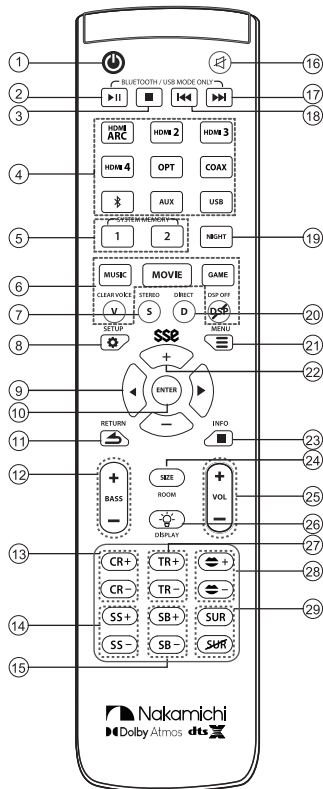 1 16
BLUETOOTH / USB MODE ONLY
2 17
3 18
HDMI ARC HDMI 2 HDMI 3
4 HDMI 4 OPT COAX
AUX USB
SYSTEM MEMORY
5 1 2 NIGHT 19
6 MUSIC MOVIE GAME
CLEAR VOICE STEREO DIRECT DSP OFF
7 V S D DSP 20
SETUP SSE MENU
8 21
+ 22
9
10 ENTER
−
RETURN INFO
11 23
12 SIZE 24
+ ROOM +
BASS VOL 25
− − 26
DISPLAY
27
13 CR+ TR+ + 28
CR− TR− −
14 SS+ SB+ SUR 29
SS− SB− SUR
15
Nakamichi
Dolby Atmos dts X